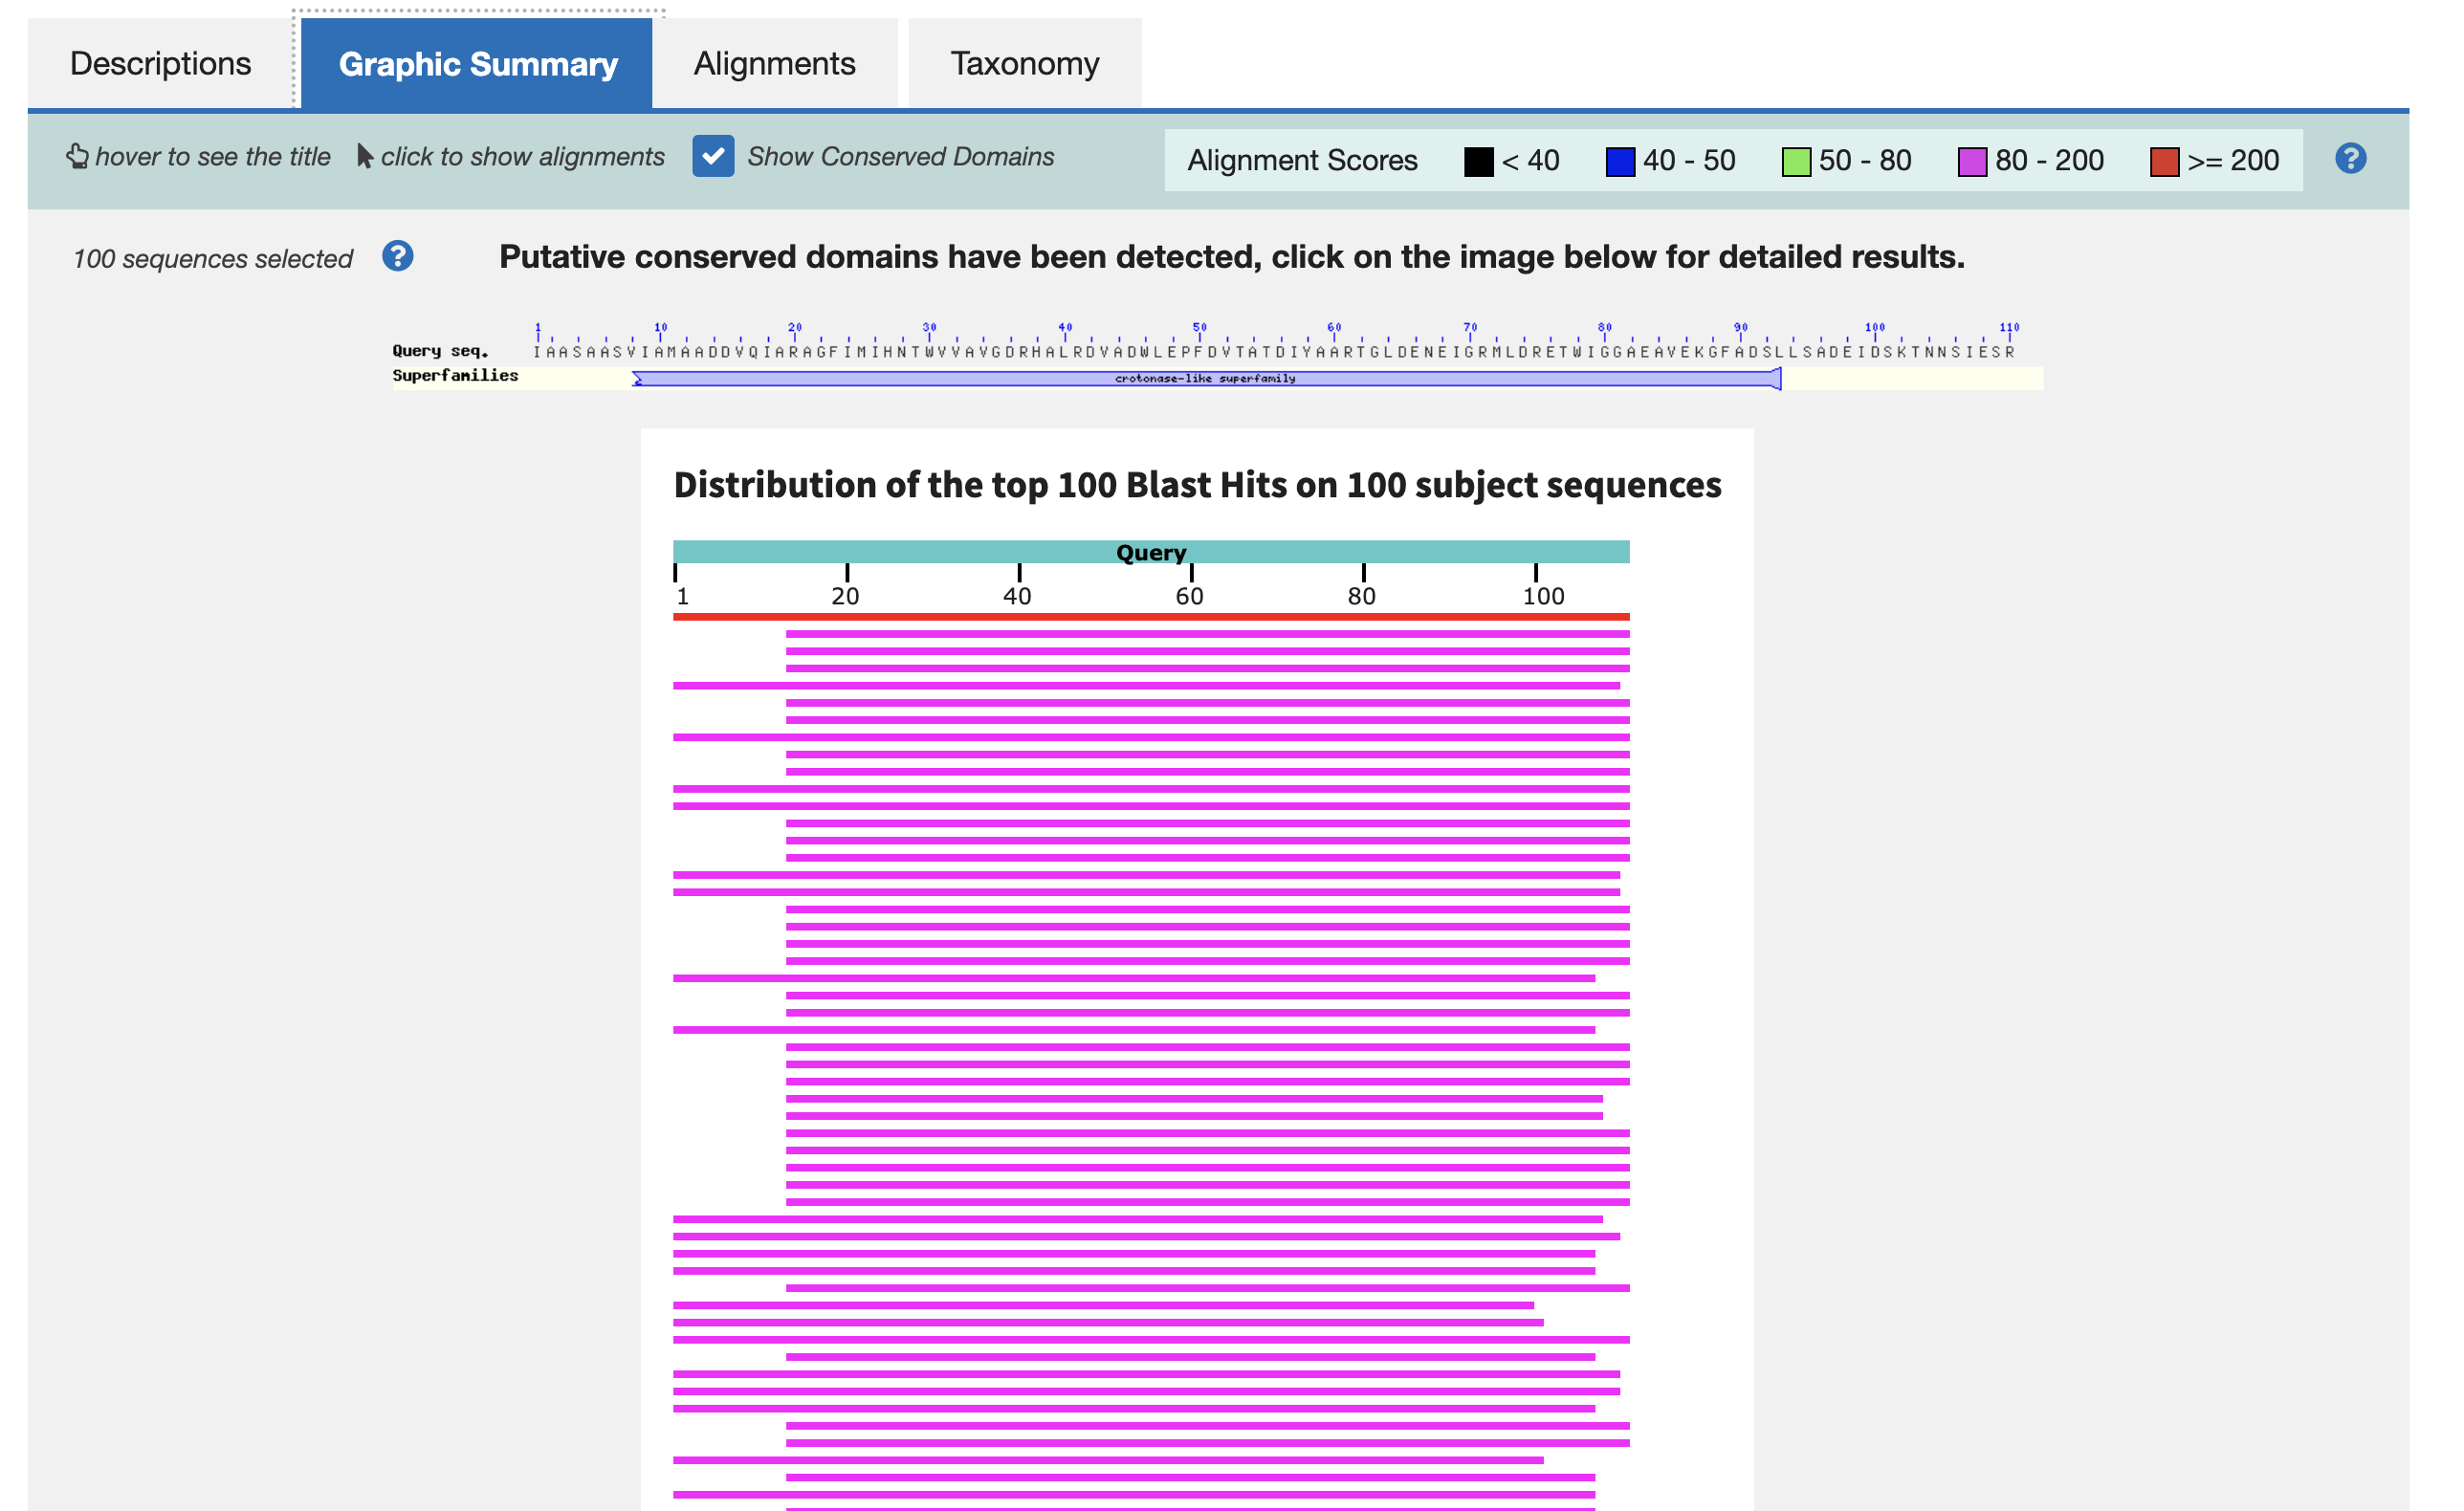 Descriptions Graphic Summary Alignments Taxonomy
hover to see the title click to show alignments Show Conserved Domains Alignment Scores < 40 40 - 50 50 - 80 80 - 200 >= 200 ?
100 sequences selected ? Putative conserved domains have been detected, click on the image below for detailed results.
1 10 20 30 40 50 60 70 80 90 100 110
Query seq. IAASAASVIAMAADDVQIARAGFIMIHNTWVVAVGDRHALRDVADWLEPFDVTATDIYAARTGLDENEIGRMLDRETWIGGAEAVEKGFADSLLSADEIDSKTNNSIESR
Superfamilies crotonase-like superfamily
Distribution of the top 100 Blast Hits on 100 subject sequences
Query
1 20 40 60 80 100